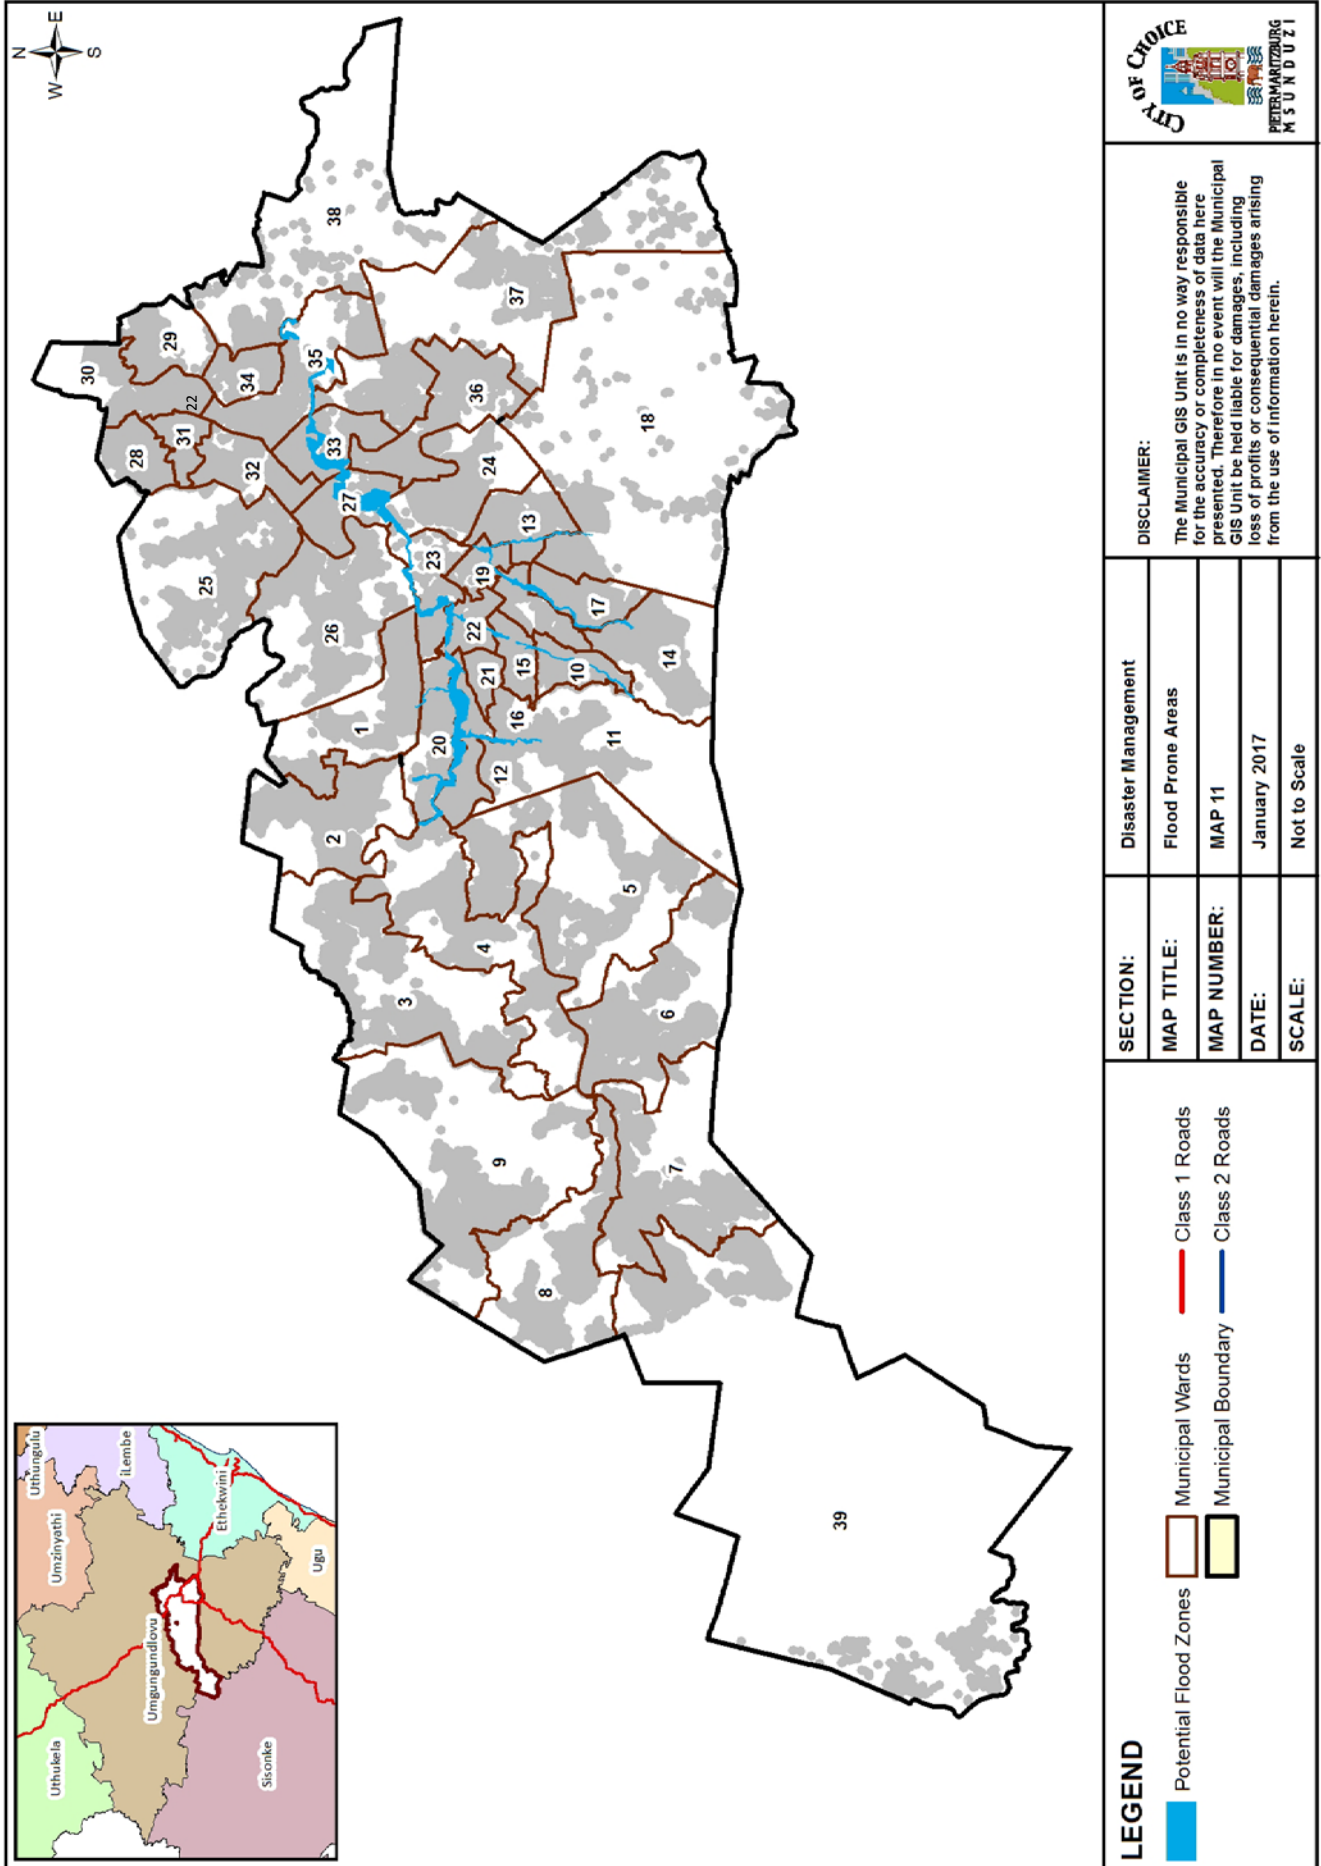 N
W
E
S
Uthungulu
iLembe
Umzinyathi
Ethekwini
Ugu
Umgungundlovu
Uthukela
Sisonke
30
29
22
34
28
31
32
38
35
33
25
27
37
36
24
18
26
23
13
19
17
1
20
22
21
15
10
14
16
12
11
2
4
5
3
6
9
7
8
39
LEGEND
Potential Flood Zones
Municipal Wards
Municipal Boundary
Class 1 Roads
Class 2 Roads
SECTION:
Disaster Management
MAP TITLE:
Flood Prone Areas
MAP NUMBER:
MAP 11
DATE:
January 2017
SCALE:
Not to Scale
DISCLAIMER:
The Municipal GIS Unit is in no way responsible
for the accuracy or completeness of data here
presented. Therefore in no event will the Municipal
GIS Unit be held liable for damages, including
loss of profits or consequential damages arising
from the use of information herein.
CITY OF CHOICE
PIETERMARITZBURG
MSUNDUZI